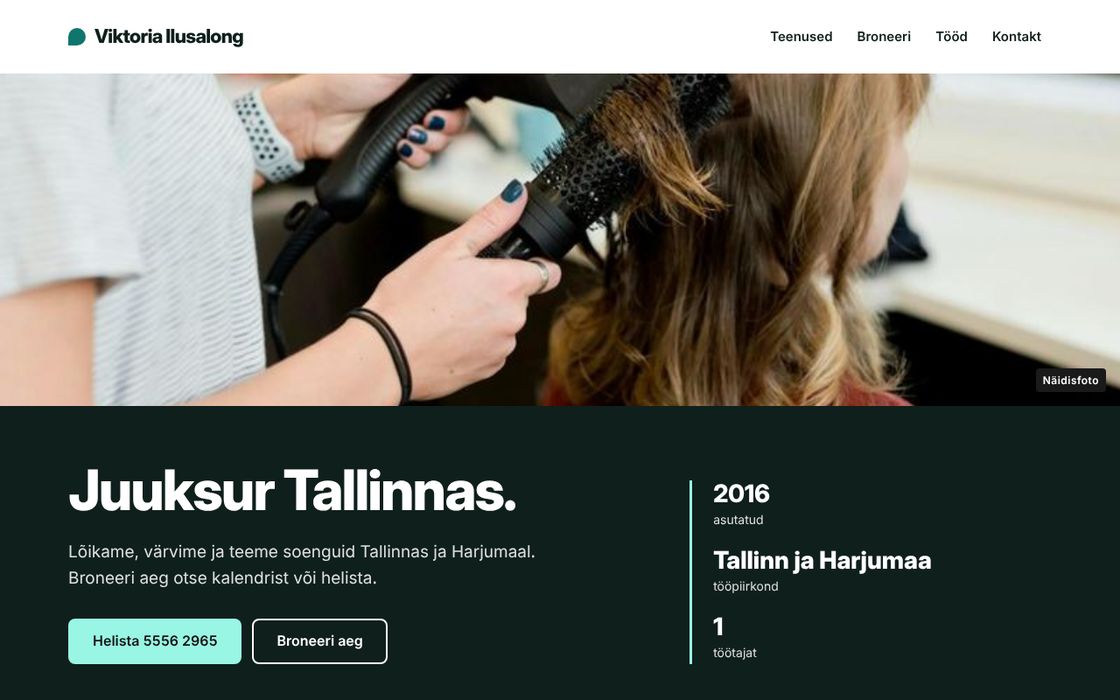 Viktoria Ilusalong
Teenused Broneeri Tööd Kontakt
Näidisfoto
Juuksur Tallinnas.
Lõikame, värvime ja teeme soenguid Tallinnas ja Harjumaal.
Broneeri aeg otse kalendrist või helista.
Helista 5556 2965
Broneeri aeg
2016
asutatud
Tallinn ja Harjumaa
tööpiirkond
1
töötajat